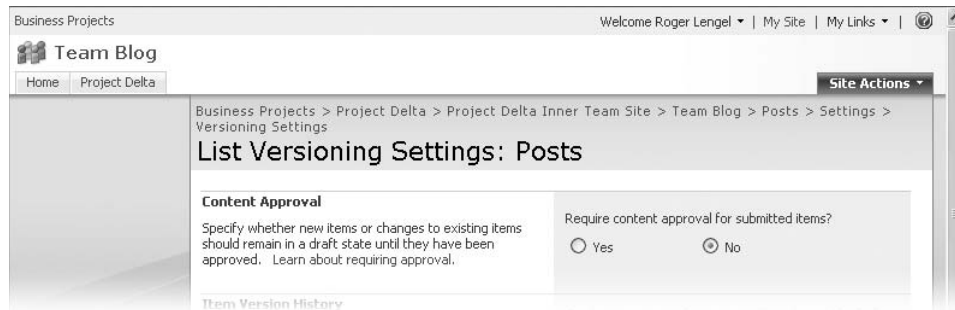 Business Projects
Welcome Roger Lengel | My Site | My Links |
Team Blog
Home Project Delta
Site Actions
Business Projects > Project Delta > Project Delta Inner Team Site > Team Blog > Posts > Settings >
Versioning Settings
List Versioning Settings: Posts
Content Approval
Specify whether new items or changes to existing items
should remain in a draft state until they have been
approved. Learn about requiring approval.
Require content approval for submitted items?
Yes No
Item Version History